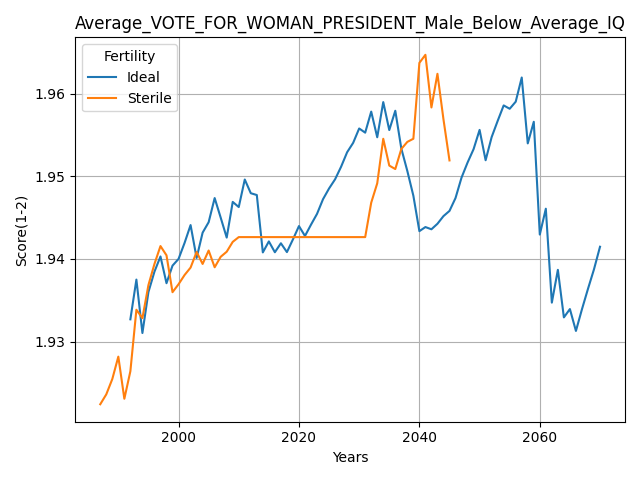 Average_VOTE_FOR_WOMAN_PRESIDENT_Male_Below_Average_IQ
Fertility
Ideal
Sterile
1.96
1.95
1.94
1.93
Score(1-2)
2000 2020 2040 2060
Years